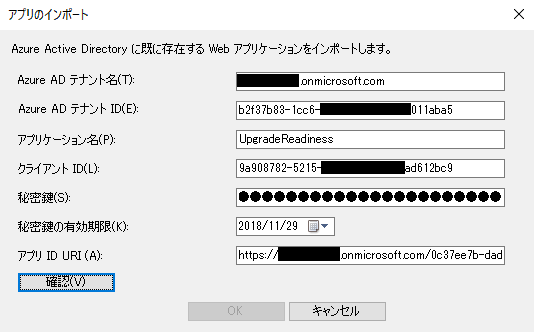 アプリのインポート
Azure Active Directory に既に存在する Web アプリケーションをインポートします。
Azure AD テナント名(T): .onmicrosoft.com
Azure AD テナント ID(E): b2f37b83-1cc6- 011aba5
アプリケーション名(P): UpgradeReadiness
クライアント ID(L): 9a908782-5215- ad612bc9
秘密鍵(S): ●●●●●●●●●●●●●●●●●●●●●●
秘密鍵の有効期限(K): 2018/11/29
アプリ ID URI (A): https:// .onmicrosoft.com/0c37ee7b-dad
確認(V)
OK キャンセル